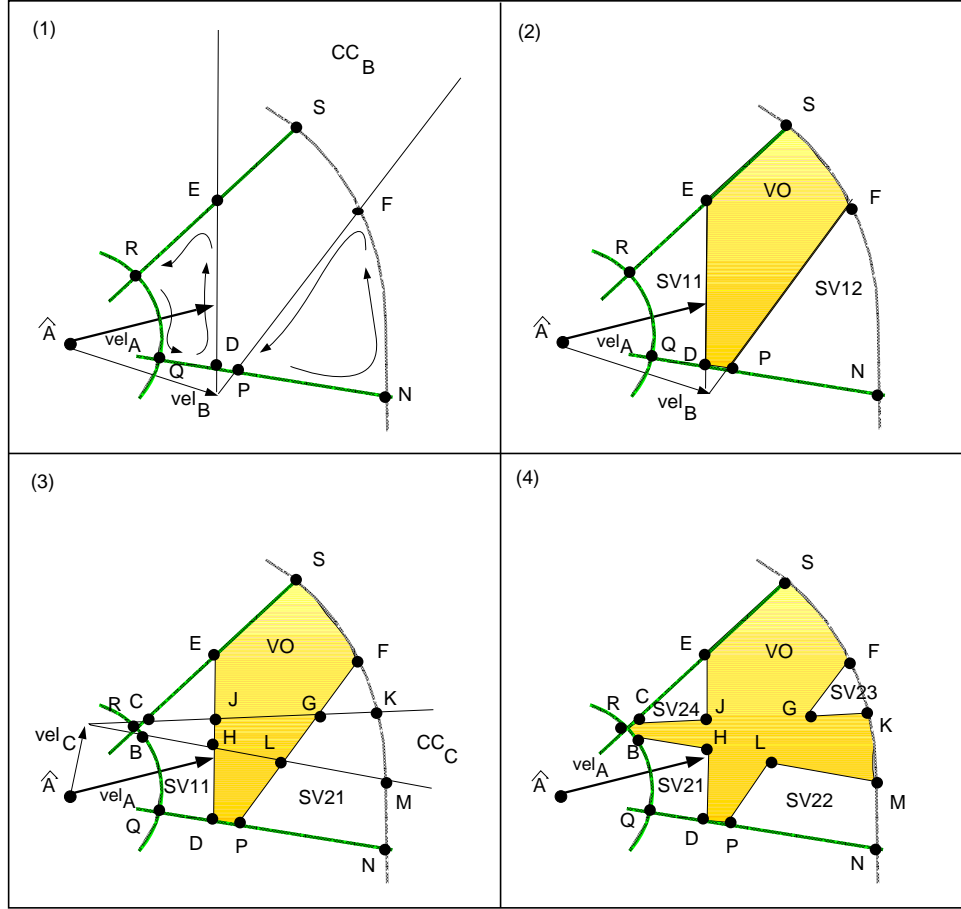 (1)
CC
B
S
E
F
R
^
A
vel
A
D
Q
P
N
vel
B
(2)
S
E
VO
F
R
SV11
SV12
^
A
vel
A
Q
D
P
N
vel
B
(3)
S
E
VO
F
R
C
J
G
K
vel
C
B
H
L
CC
C
^
A
SV11
vel
A
SV21
M
Q
D
P
N
(4)
S
E
VO
F
R
C
SV24
J
G
SV23
K
B
H
L
vel
A
^
A
SV21
SV22
M
Q
D
P
N